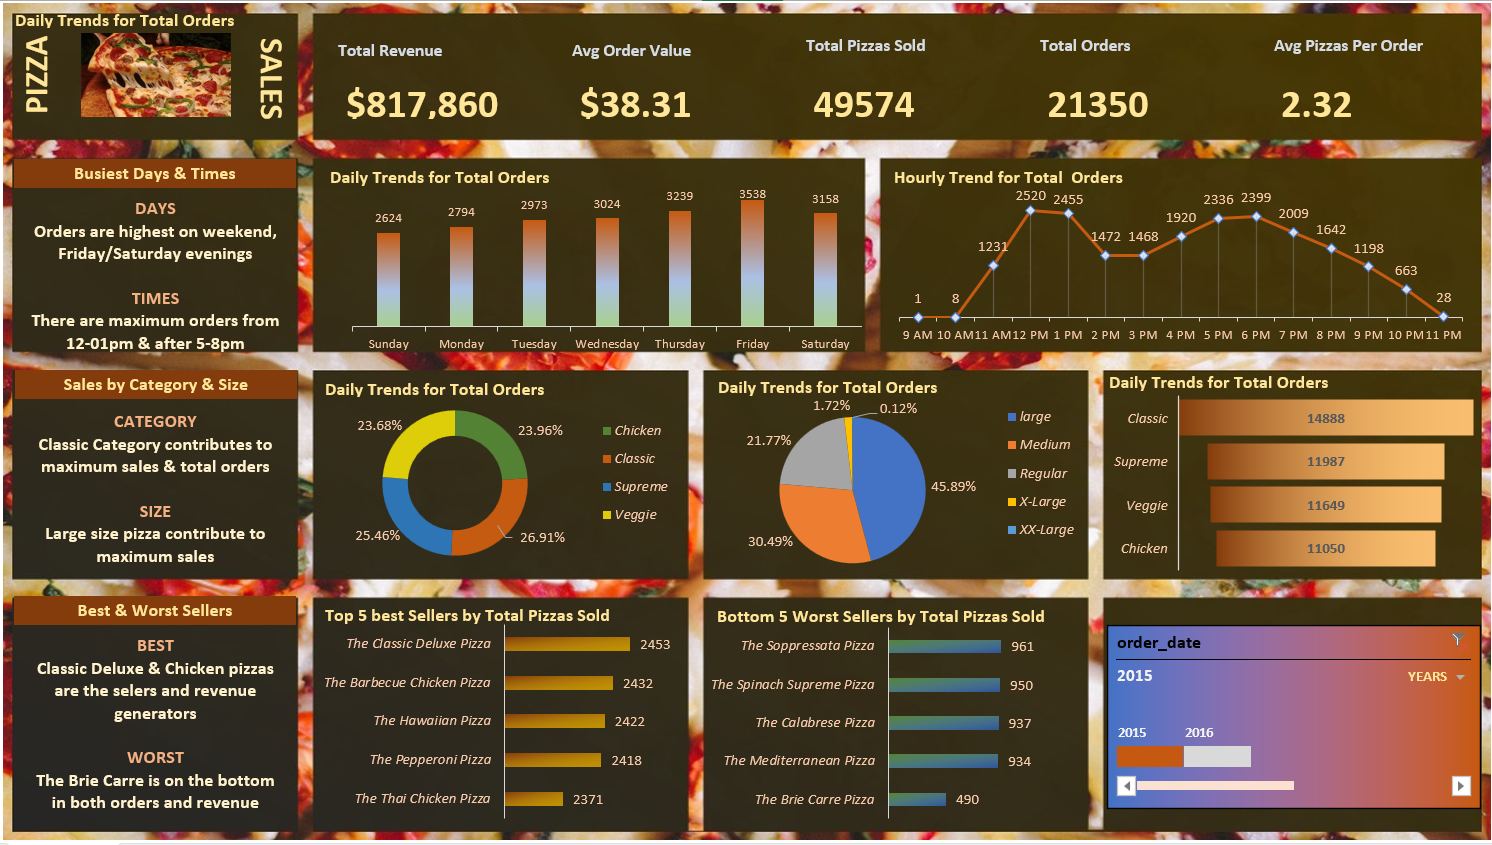 Daily Trends for Total Orders
PIZZA
SALES
Total Revenue
$817,860
Avg Order Value
$38.31
Total Pizzas Sold
49574
Total Orders
21350
Avg Pizzas Per Order
2.32
Busiest Days & Times
DAYS
Orders are highest on weekend,
Friday/Saturday evenings
TIMES
There are maximum orders from
12-01pm & after 5-8pm
Daily Trends for Total Orders
2624 2794 2973 3024 3239 3538 3158
Sunday Monday Tuesday Wednesday Thursday Friday Saturday
Hourly Trend for Total Orders
1 8 1231 2520 2455 1472 1468 1920 2336 2399 2009 1642 1198 663 28
9 AM 10 AM 11 AM 12 PM 1 PM 2 PM 3 PM 4 PM 5 PM 6 PM 7 PM 8 PM 9 PM 10 PM 11 PM
Sales by Category & Size
CATEGORY
Classic Category contributes to
maximum sales & total orders
SIZE
Large size pizza contribute to
maximum sales
Daily Trends for Total Orders
23.68%
23.96%
25.46%
26.91%
Chicken
Classic
Supreme
Veggie
Daily Trends for Total Orders
1.72%
0.12%
21.77%
45.89%
30.49%
large
Medium
Regular
X-Large
XX-Large
Daily Trends for Total Orders
Classic 14888
Supreme 11987
Veggie 11649
Chicken 11050
Best & Worst Sellers
BEST
Classic Deluxe & Chicken pizzas
are the selers and revenue
generators
WORST
The Brie Carre is on the bottom
in both orders and revenue
Top 5 best Sellers by Total Pizzas Sold
The Classic Deluxe Pizza 2453
The Barbecue Chicken Pizza 2432
The Hawaiian Pizza 2422
The Pepperoni Pizza 2418
The Thai Chicken Pizza 2371
Bottom 5 Worst Sellers by Total Pizzas Sold
The Soppressata Pizza 961
The Spinach Supreme Pizza 950
The Calabrese Pizza 937
The Mediterranean Pizza 934
The Brie Carre Pizza 490
order_date
2015 YEARS
2015 2016